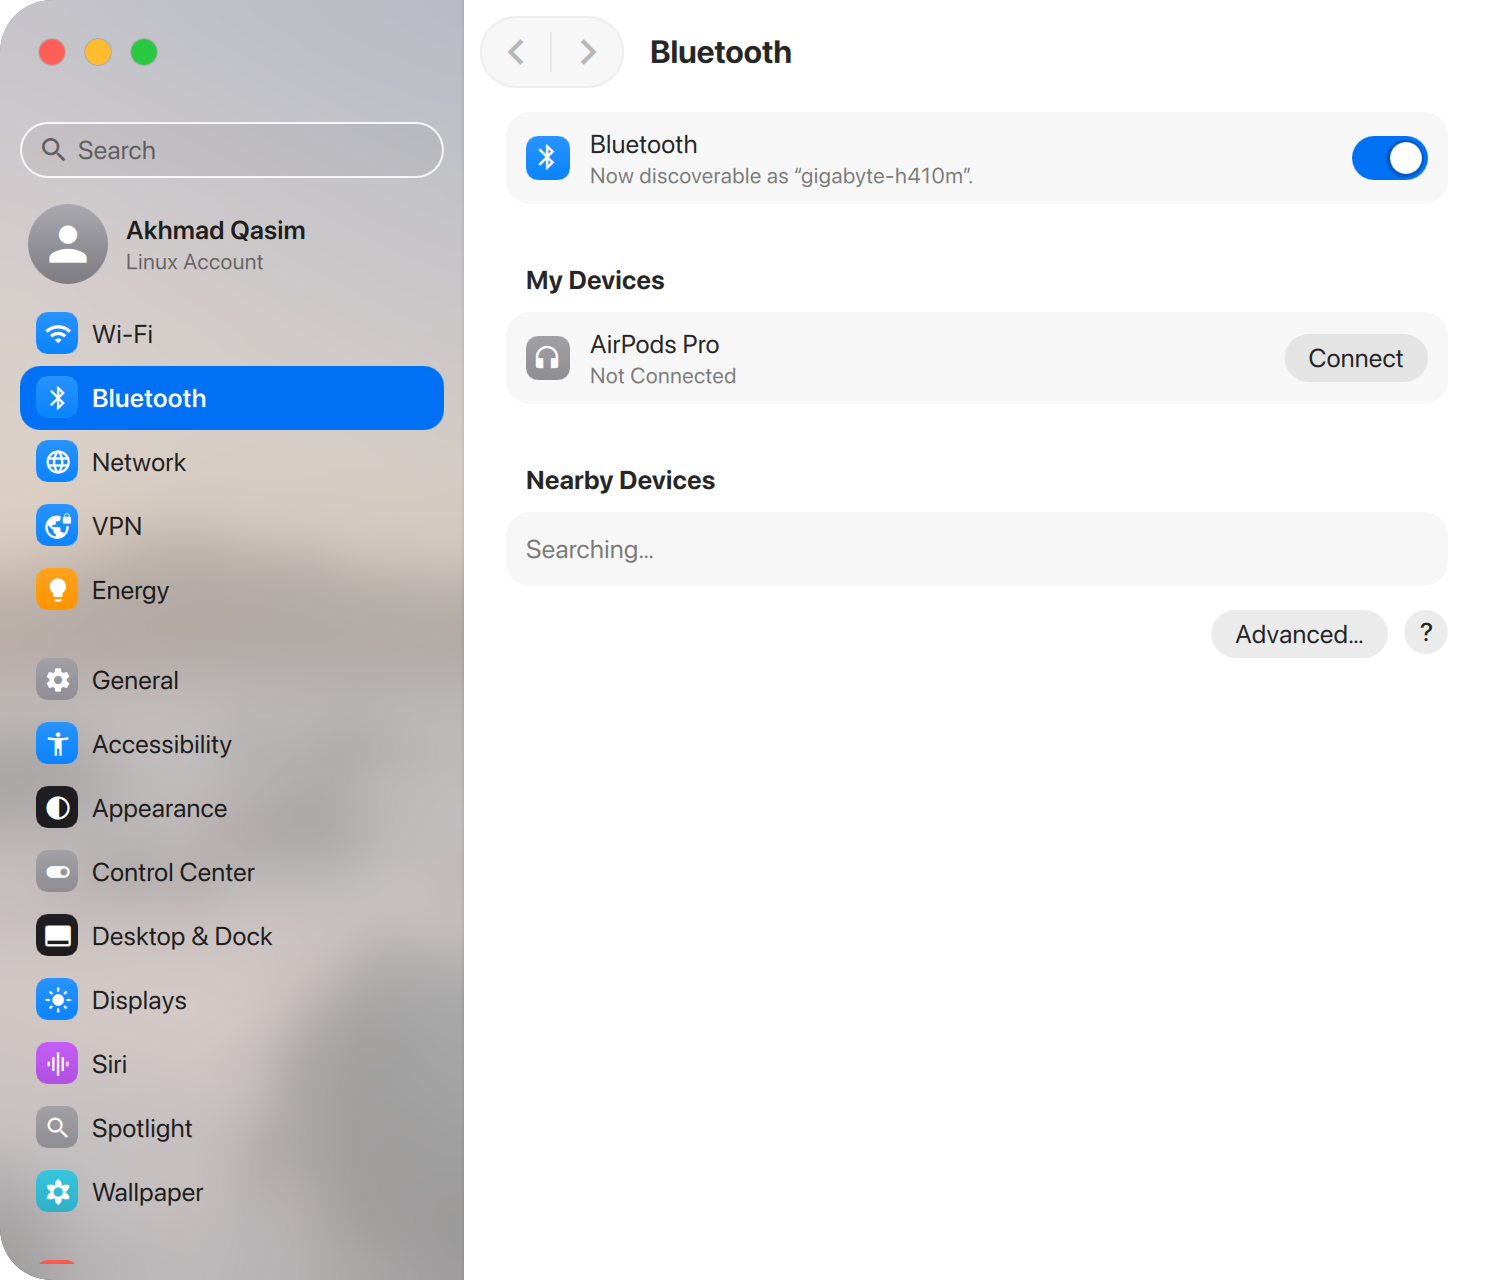 Search
Akhmad Qasim
Linux Account
Wi-Fi
Bluetooth
Network
VPN
Energy
General
Accessibility
Appearance
Control Center
Desktop & Dock
Displays
Siri
Spotlight
Wallpaper
Bluetooth
Bluetooth
Now discoverable as “gigabyte-h410m”.
My Devices
AirPods Pro
Not Connected
Connect
Nearby Devices
Searching...
Advanced...
?